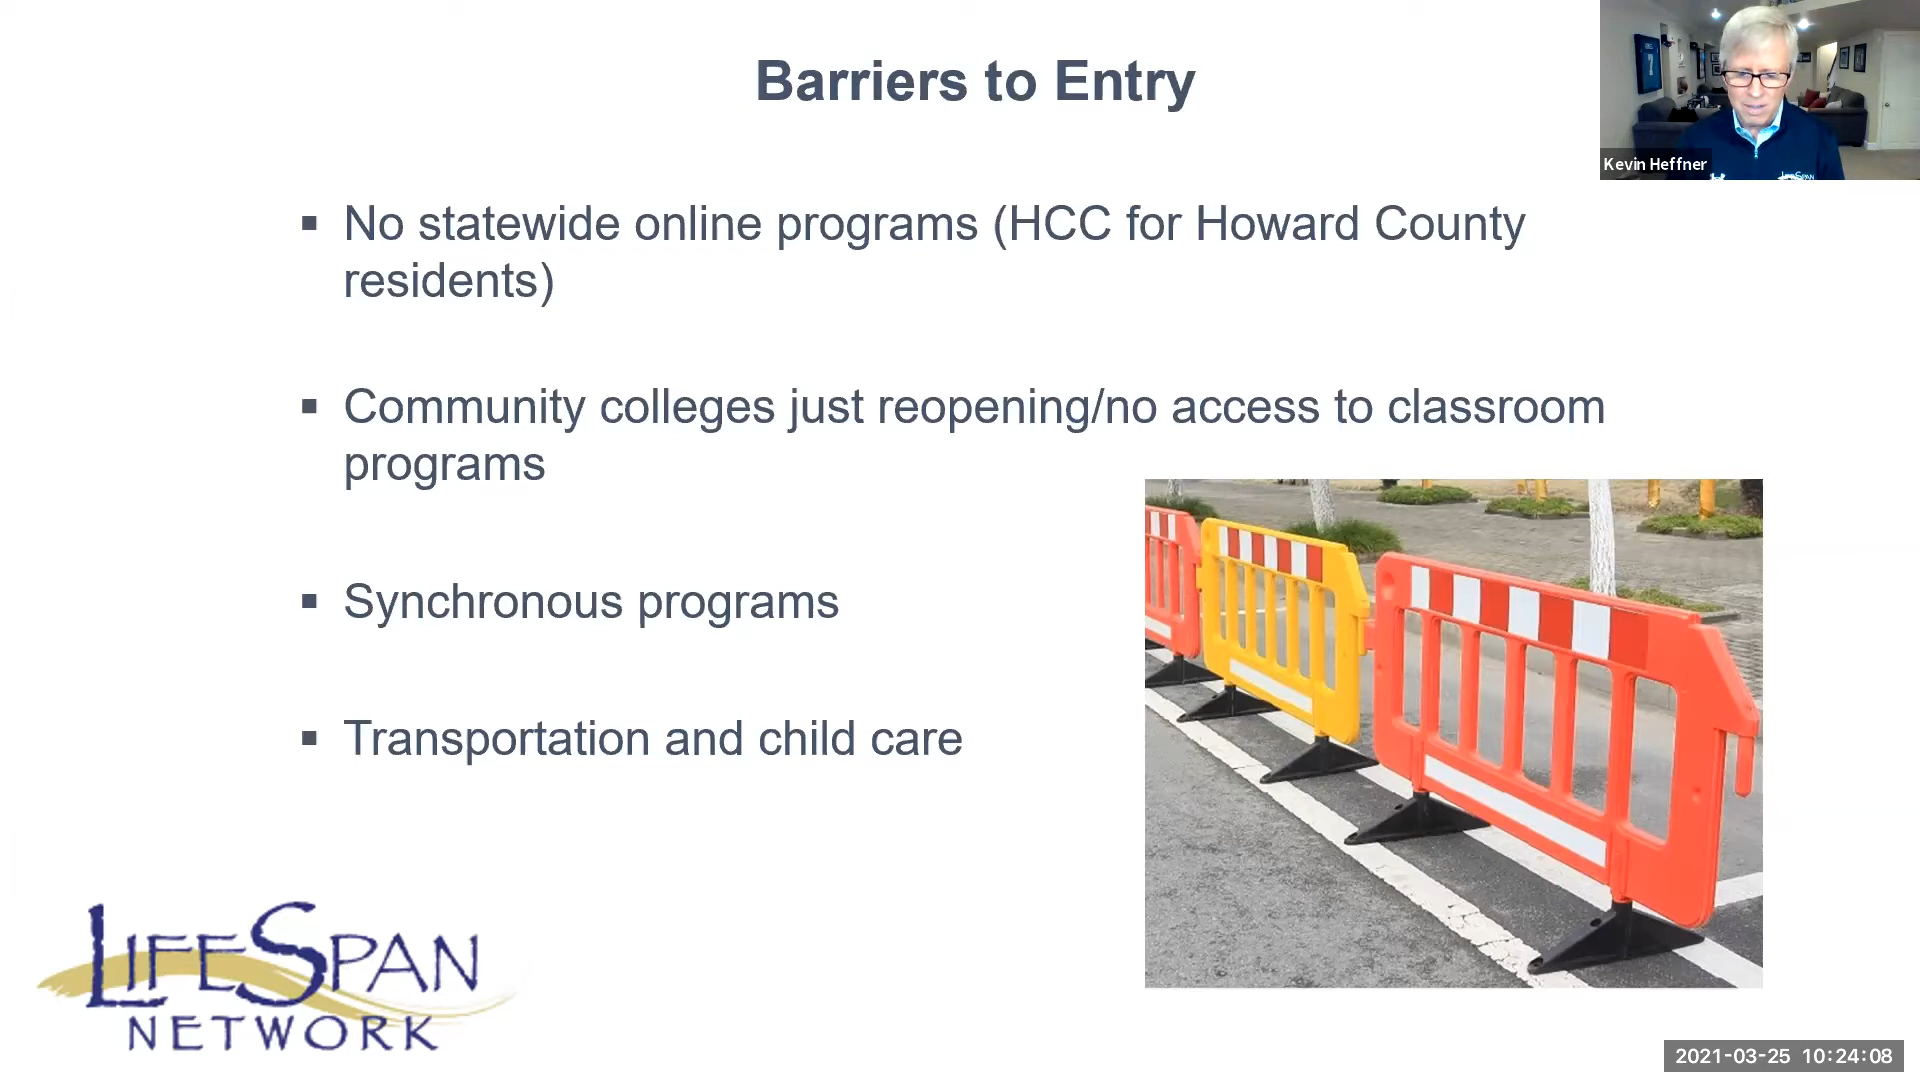 Barriers to Entry
Kevin Heffner
LIFESPAN
▪ No statewide online programs (HCC for Howard County
residents)
▪ Community colleges just reopening/no access to classroom
programs
▪ Synchronous programs
▪ Transportation and child care
LIFESPAN
NETWORK
2021-03-25 10:24:08